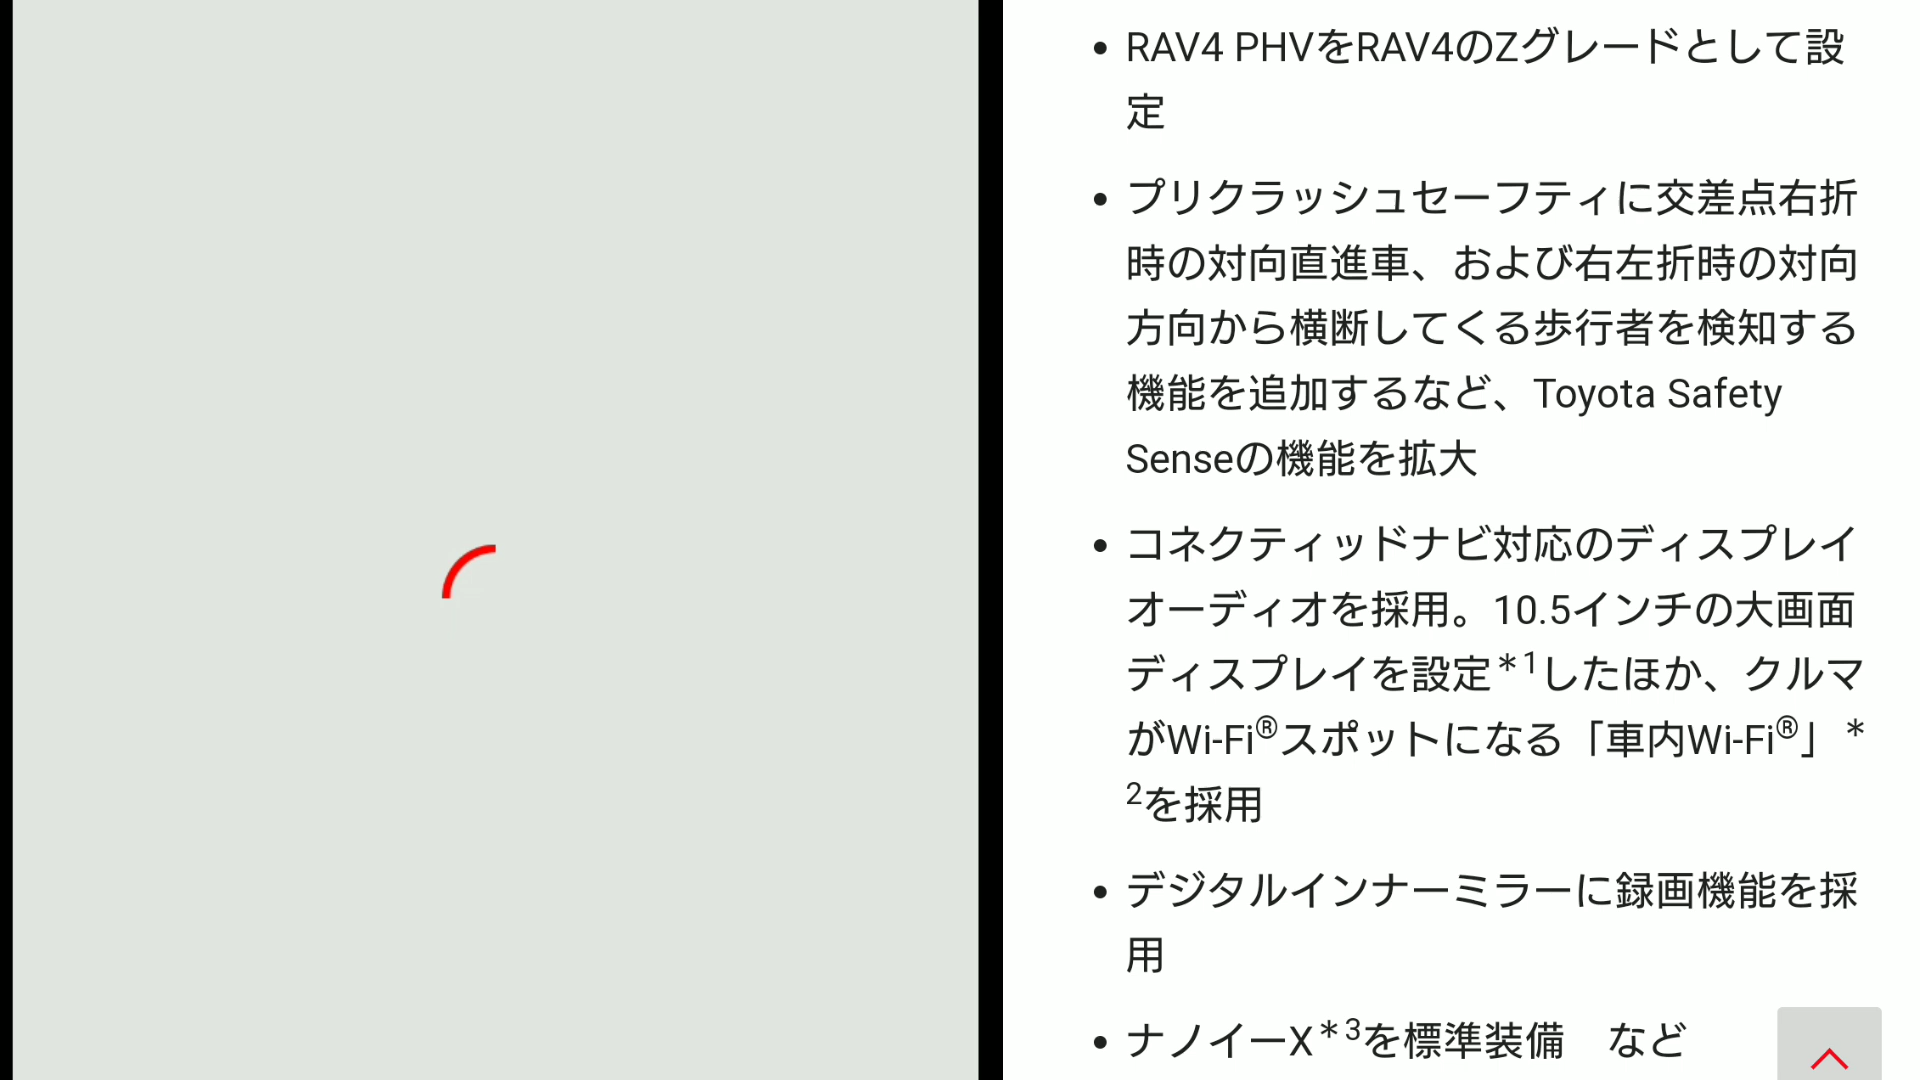 • RAV4 PHVをRAV4のZグレードとして設
定
• プリクラッシュセーフティに交差点右折
時の対向直進車、および右左折時の対向
方向から横断してくる歩行者を検知する
機能を追加するなど、Toyota Safety
Senseの機能を拡大
• コネクティッドナビ対応のディスプレイ
オーディオを採用。10.5インチの大画面
ディスプレイを設定＊1したほか、クルマ
がWi-Fi®スポットになる「車内Wi-Fi®」＊
2を採用
• デジタルインナーミラーに録画機能を採
用
• ナノイーX＊3を標準装備　など